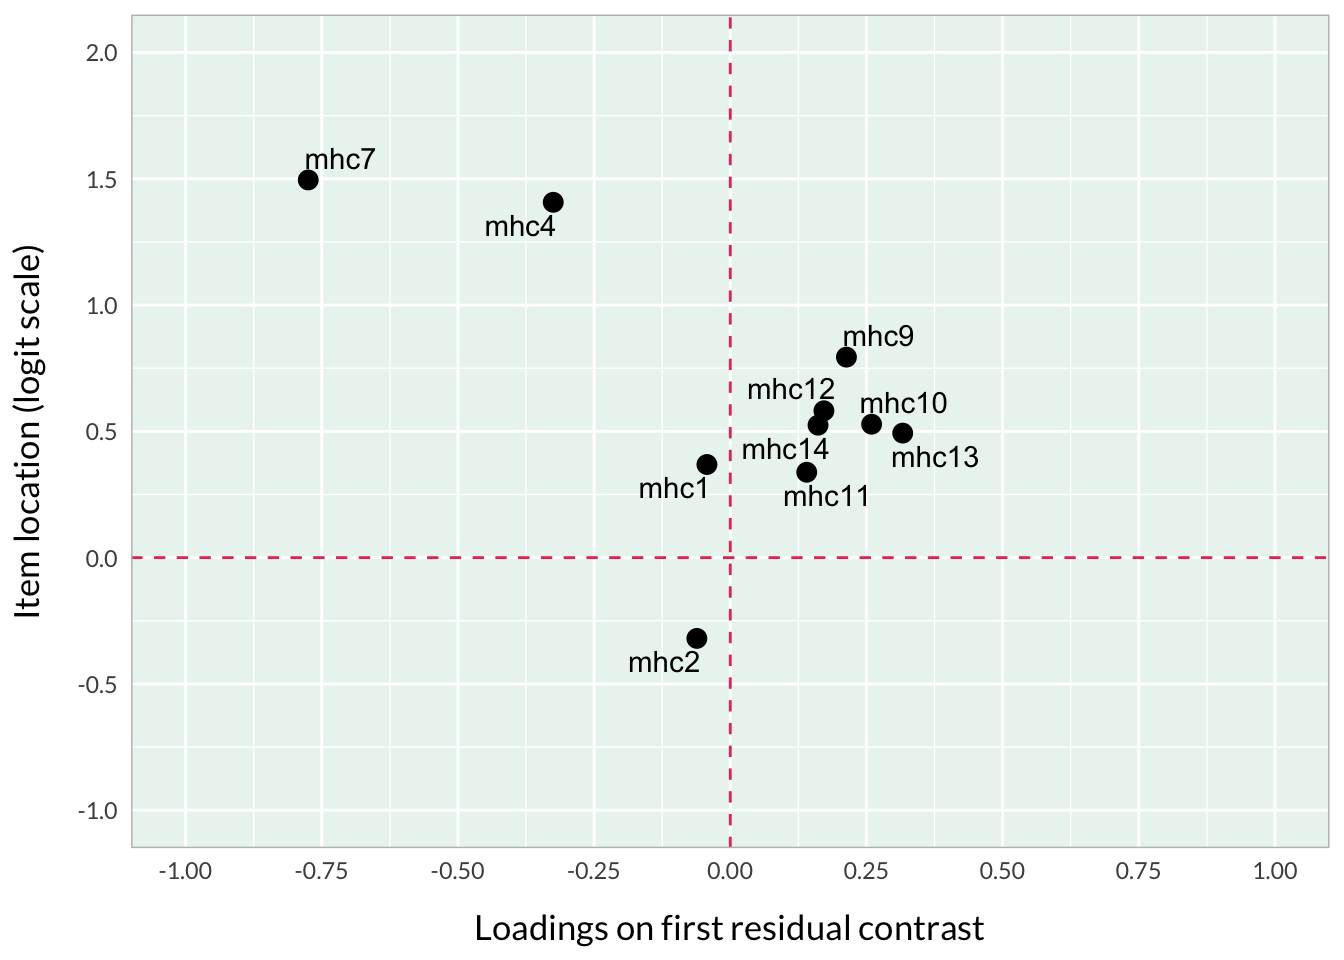 2.0
mhc7
1.5
mhc4
1.0
mhc9
mhc12
mhc10
0.5
mhc14
mhc13
mhc1
mhc11
0.0
mhc2
-0.5
-1.0
Item location (logit scale)
-1.00 -0.75 -0.50 -0.25 0.00 0.25 0.50 0.75 1.00
Loadings on first residual contrast